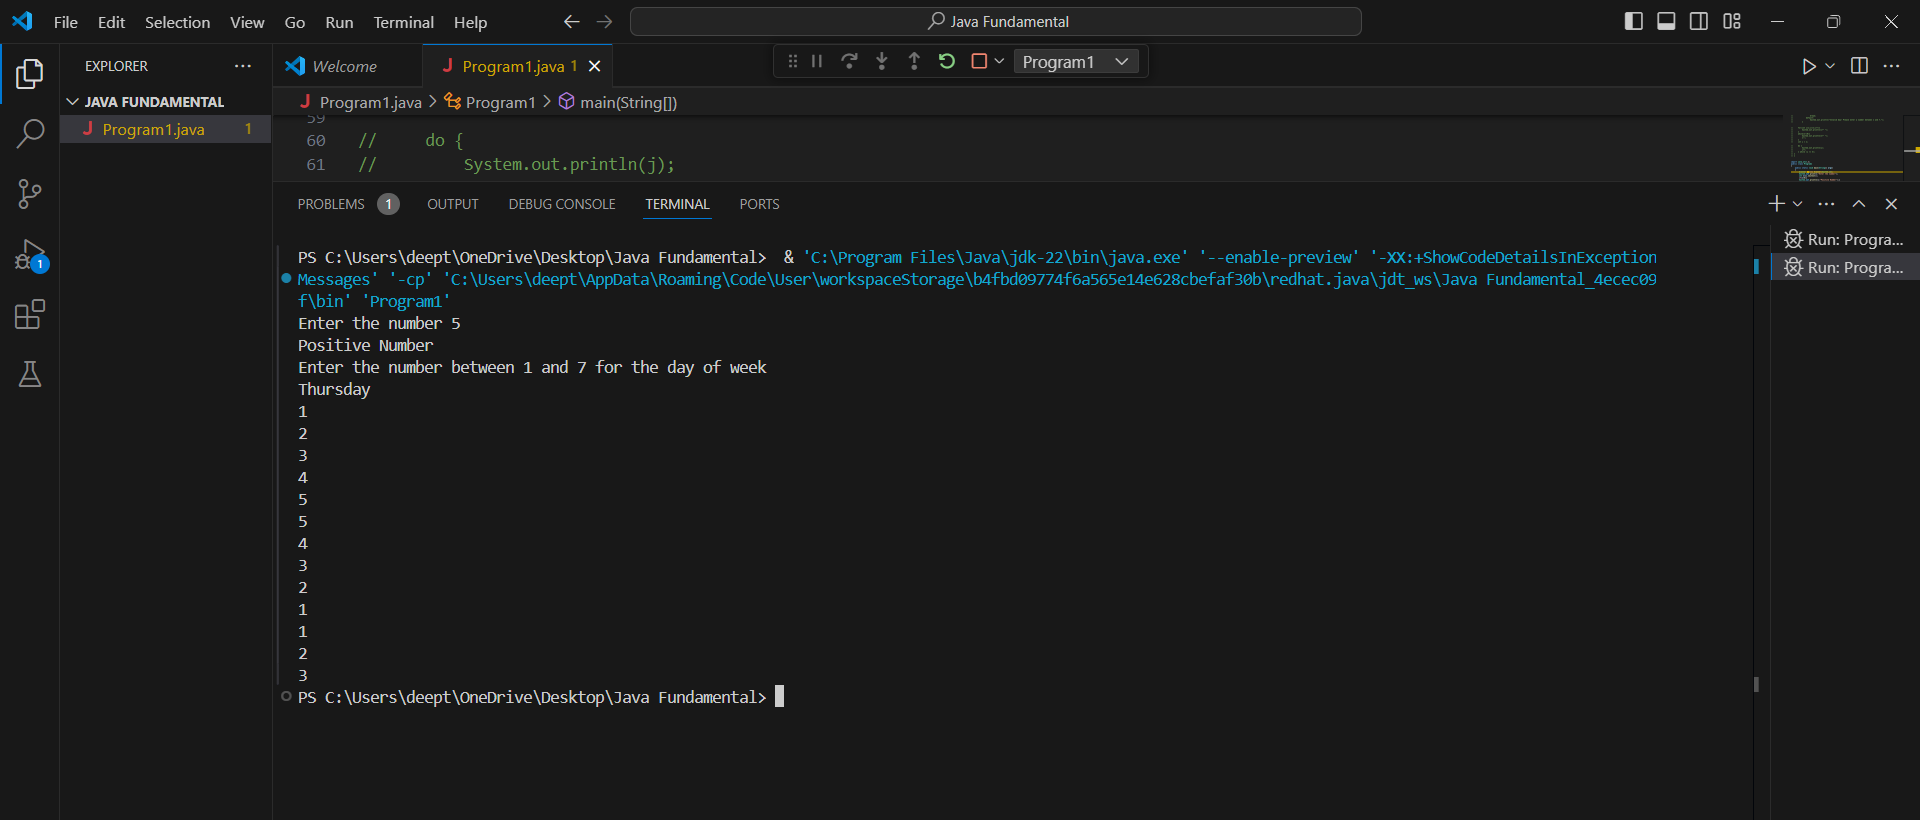 File Edit Selection View Go Run Terminal Help
Java Fundamental
EXPLORER
Welcome
Program1.java 1
Program1
JAVA FUNDAMENTAL
Program1.java > Program1 > main(String[])
Program1.java 1
59
60 // do {
61 // System.out.println(j);
PROBLEMS 1 OUTPUT DEBUG CONSOLE TERMINAL PORTS
Run: Progra...
Run: Progra...
PS C:\Users\deept\OneDrive\Desktop\Java Fundamental> & 'C:\Program Files\Java\jdk-22\bin\java.exe' '--enable-preview' '-XX:+ShowCodeDetailsInException
Messages' '-cp' 'C:\Users\deept\AppData\Roaming\Code\User\workspaceStorage\b4fbd09774f6a565e14e628cbefaf30b\redhat.java\jdt_ws\Java Fundamental_4ecec09
f\bin' 'Program1'
Enter the number 5
Positive Number
Enter the number between 1 and 7 for the day of week
Thursday
1
2
3
4
5
5
4
3
2
1
1
2
3
PS C:\Users\deept\OneDrive\Desktop\Java Fundamental>
1